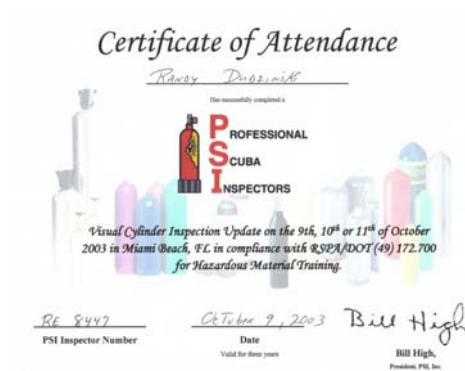 Certificate of Attendance
Randy Dudzinski
Has successfully completed a
PROFESSIONAL
SCUBA
INSPECTORS
Visual Cylinder Inspection Update on the 9th, 10th or 11th of October
2003 in Miami Beach, FL in compliance with RSPA/DOT (49) 172.700
for Hazardous Material Training.
RE 8447 October 9, 2003 Bill High
PSI Inspector Number Date
Valid for three years Bill High,
President, PSI, Inc.